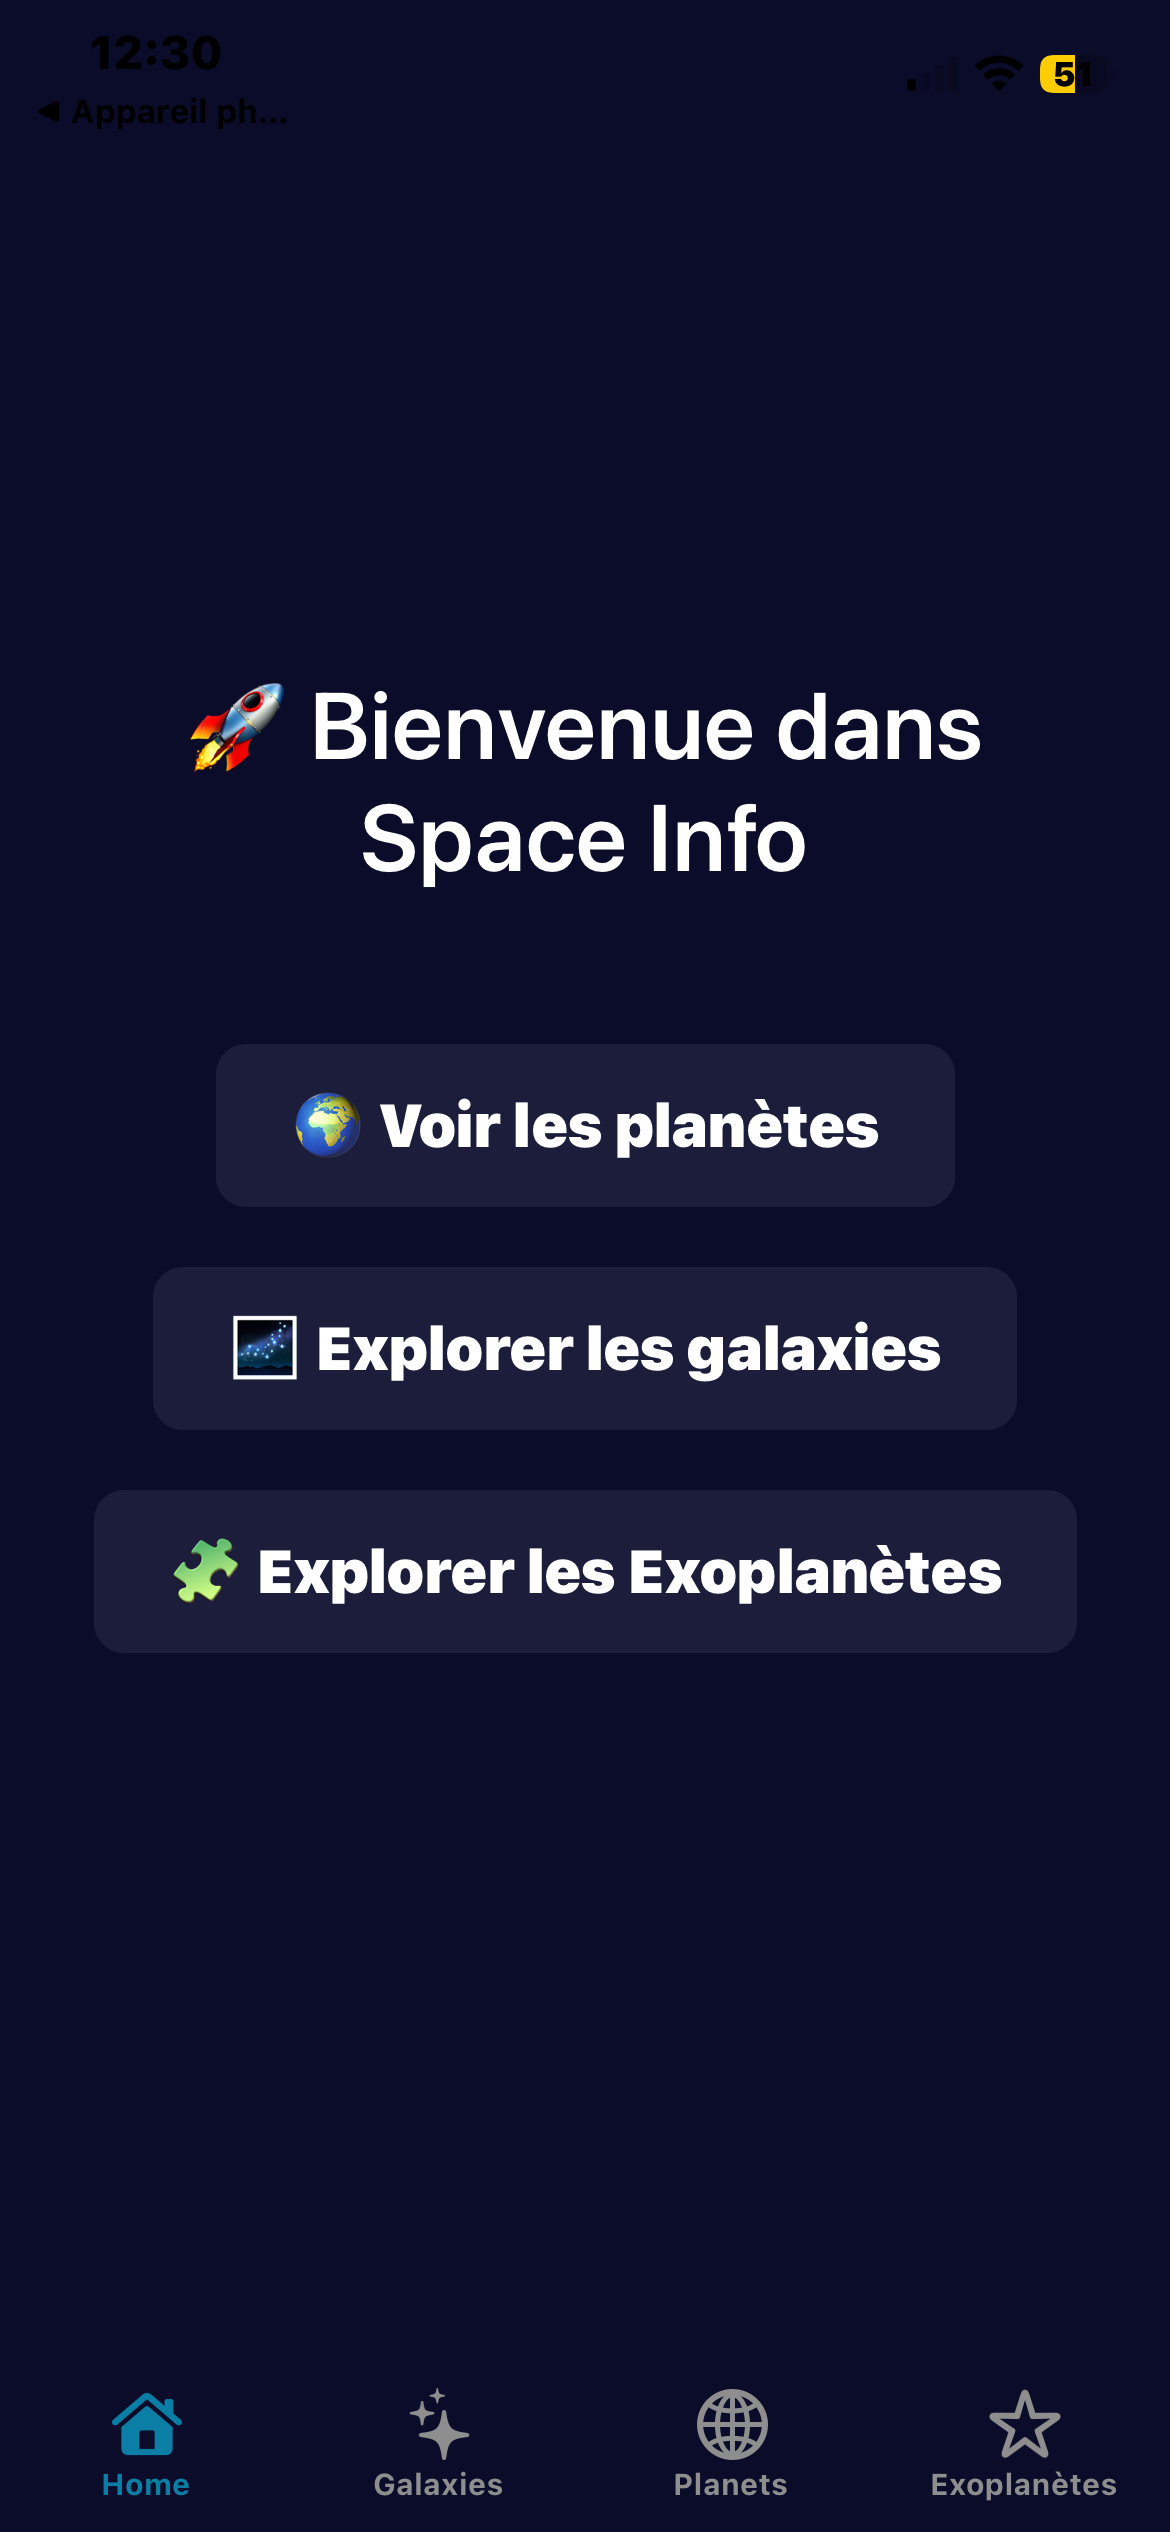 12:30
51
◀ Appareil ph...
🚀 Bienvenue dans
Space Info
🌍 Voir les planètes
🌌 Explorer les galaxies
🧩 Explorer les Exoplanètes
Home
Galaxies
Planets
Exoplanètes